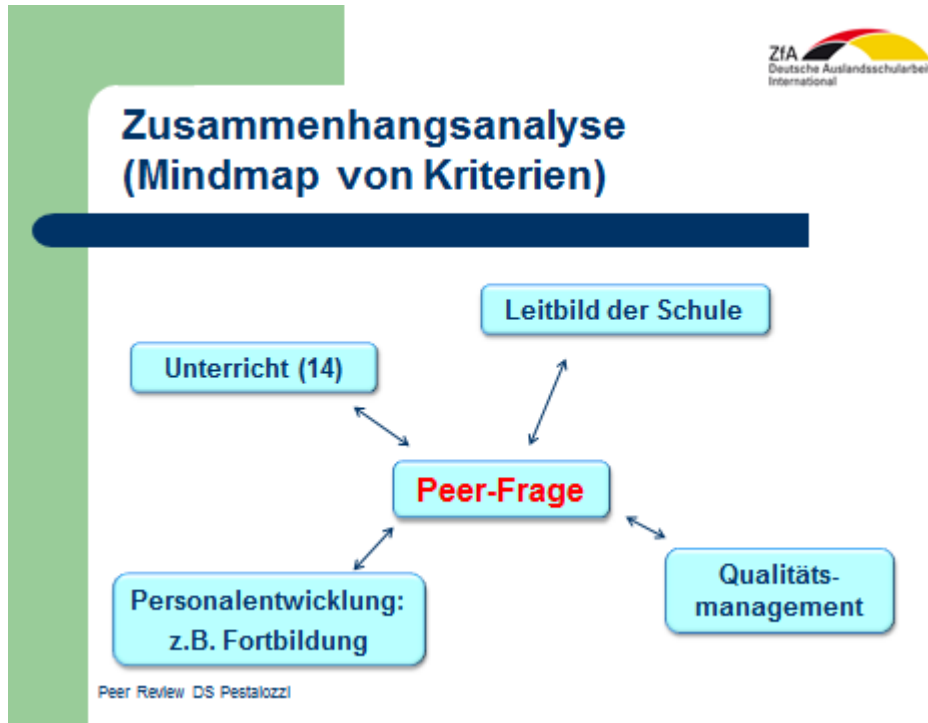 ZfA
Deutsche Auslandsschularbeit
International
Zusammenhangsanalyse
(Mindmap von Kriterien)
Leitbild der Schule
Unterricht (14)
Peer-Frage
Personalentwicklung:
z.B. Fortbildung
Qualitäts-
management
Peer Review DS Pestalozzi